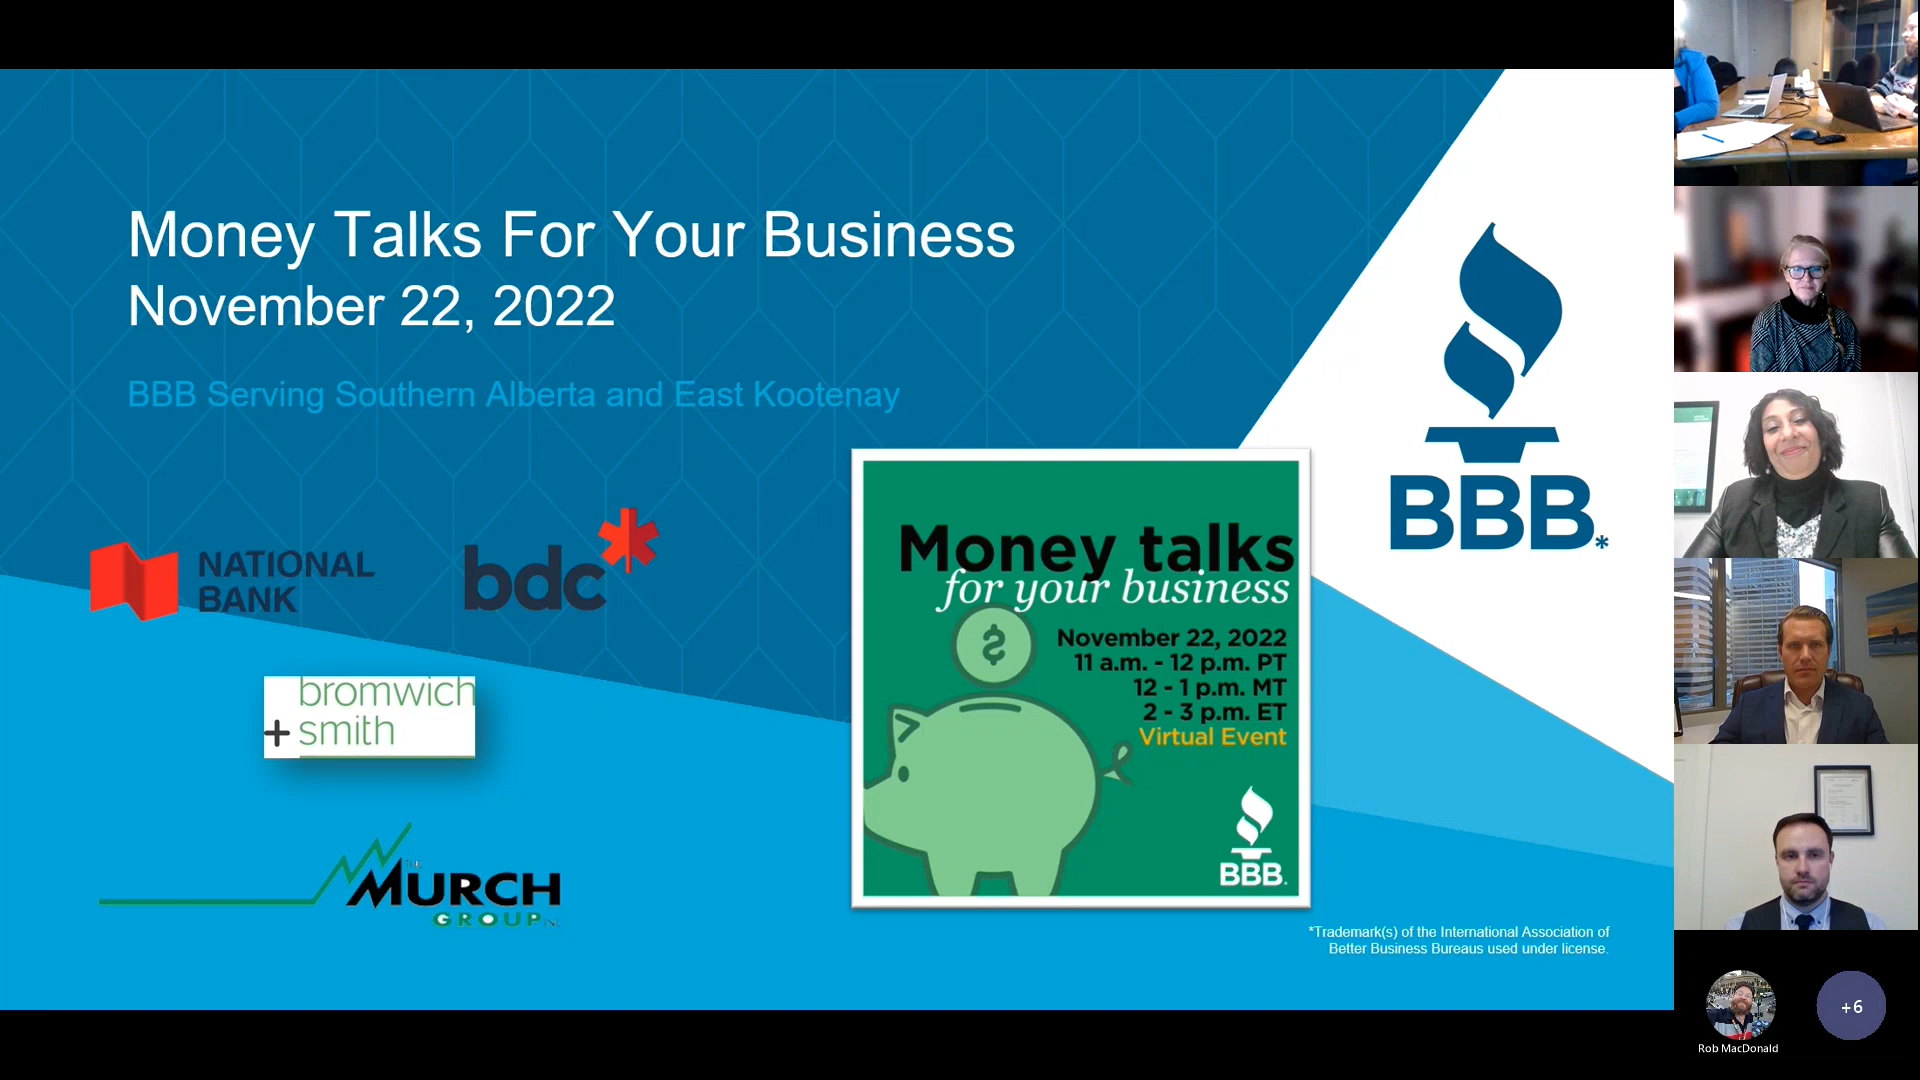 Money Talks For Your Business
November 22, 2022
BBB Serving Southern Alberta and East Kootenay
NATIONAL
BANK
bdc
bromwich
+ smith
THE
MURCH
GROUP INC
Money talks
for your business
$
November 22, 2022
11 a.m. - 12 p.m. PT
12 - 1 p.m. MT
2 - 3 p.m. ET
Virtual Event
BBB.
BBB.*
*Trademark(s) of the International Association of
Better Business Bureaus used under license.
Rob MacDonald
+6